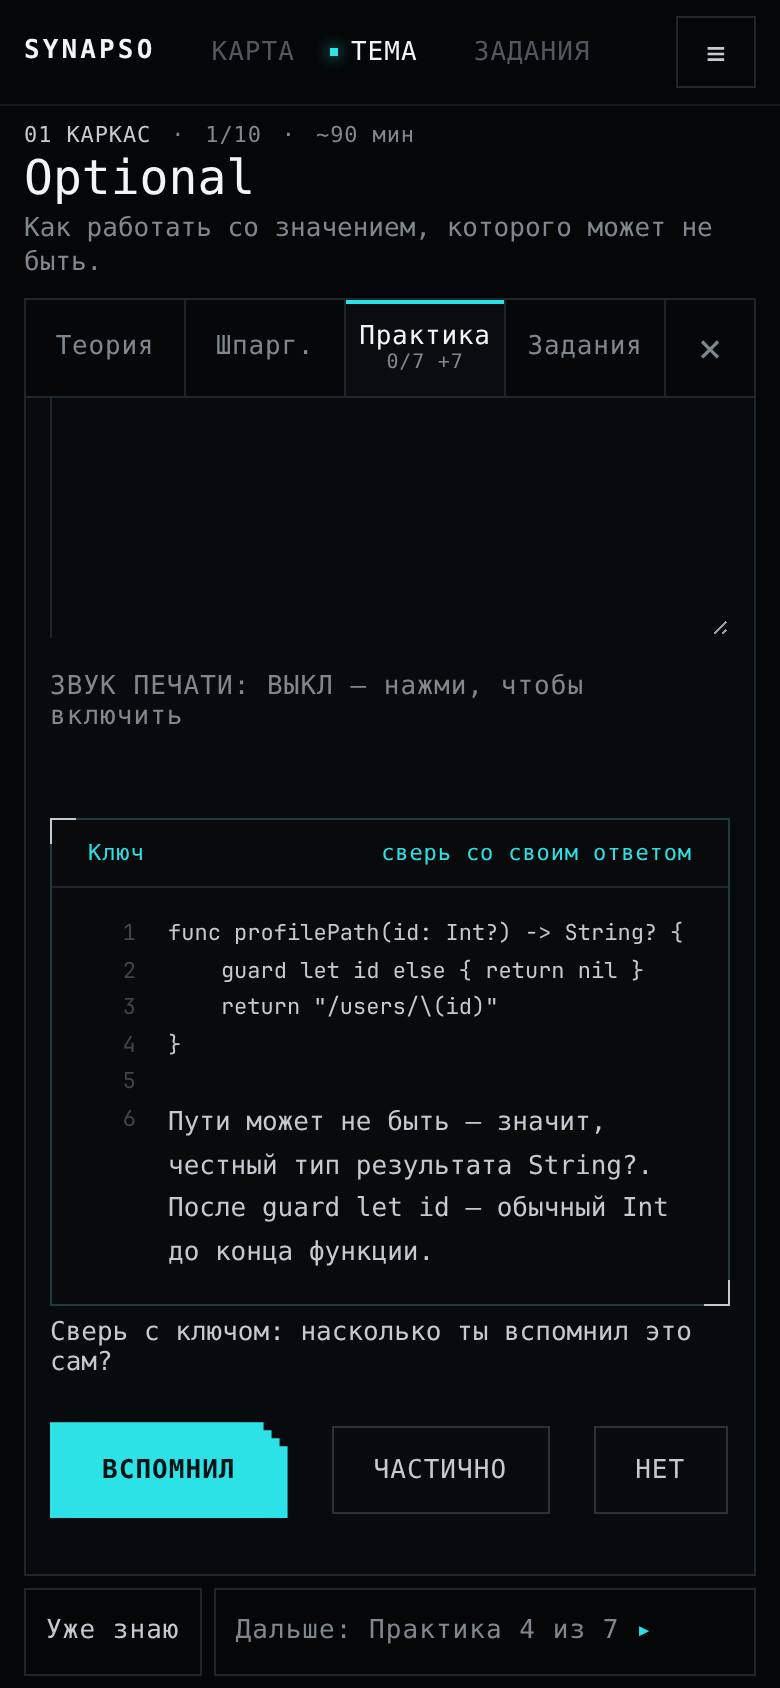 SYNAPSO КАРТА ТЕМА ЗАДАНИЯ ≡
01 КАРКАС · 1/10 · ~90 мин
Optional
Как работать со значением, которого может не
быть.
Теория Шпарг. Практика Задания ×
0/7 +7
ЗВУК ПЕЧАТИ: ВЫКЛ — нажми, чтобы
включить
Ключ сверь со своим ответом
1 func profilePath(id: Int?) -> String? {
2 guard let id else { return nil }
3 return "/users/\(id)"
4 }
5
6 Пути может не быть — значит,
честный тип результата String?.
После guard let id — обычный Int
до конца функции.
Сверь с ключом: насколько ты вспомнил это
сам?
ВСПОМНИЛ ЧАСТИЧНО НЕТ
Уже знаю Дальше: Практика 4 из 7 ▸